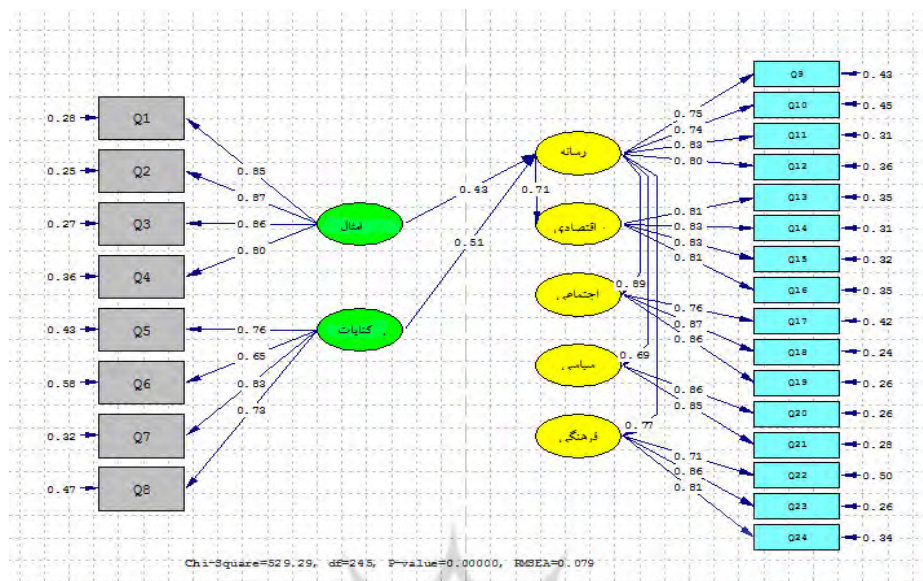 0.28 Q1
0.25 Q2
0.27 Q3
0.36 Q4
0.43 Q5
0.58 Q6
0.32 Q7
0.47 Q8
0.85
0.87
0.86
0.80
0.76
0.65
0.83
0.73
امثال
کنایات
0.43
0.51
رسانه
0.71
اقتصادی
اجتماعی
سیاسی
فرهنگی
0.89
0.69
0.77
0.75
0.74
0.83
0.80
0.81
0.83
0.83
0.81
0.76
0.87
0.86
0.86
0.85
0.71
0.86
0.81
Q9 0.43
Q10 0.45
Q11 0.31
Q12 0.36
Q13 0.35
Q14 0.31
Q15 0.32
Q16 0.35
Q17 0.42
Q18 0.24
Q19 0.26
Q20 0.26
Q21 0.28
Q22 0.50
Q23 0.26
Q24 0.34
Chi-Square=529.29, df=245, P-value=0.00000, RMSEA=0.079